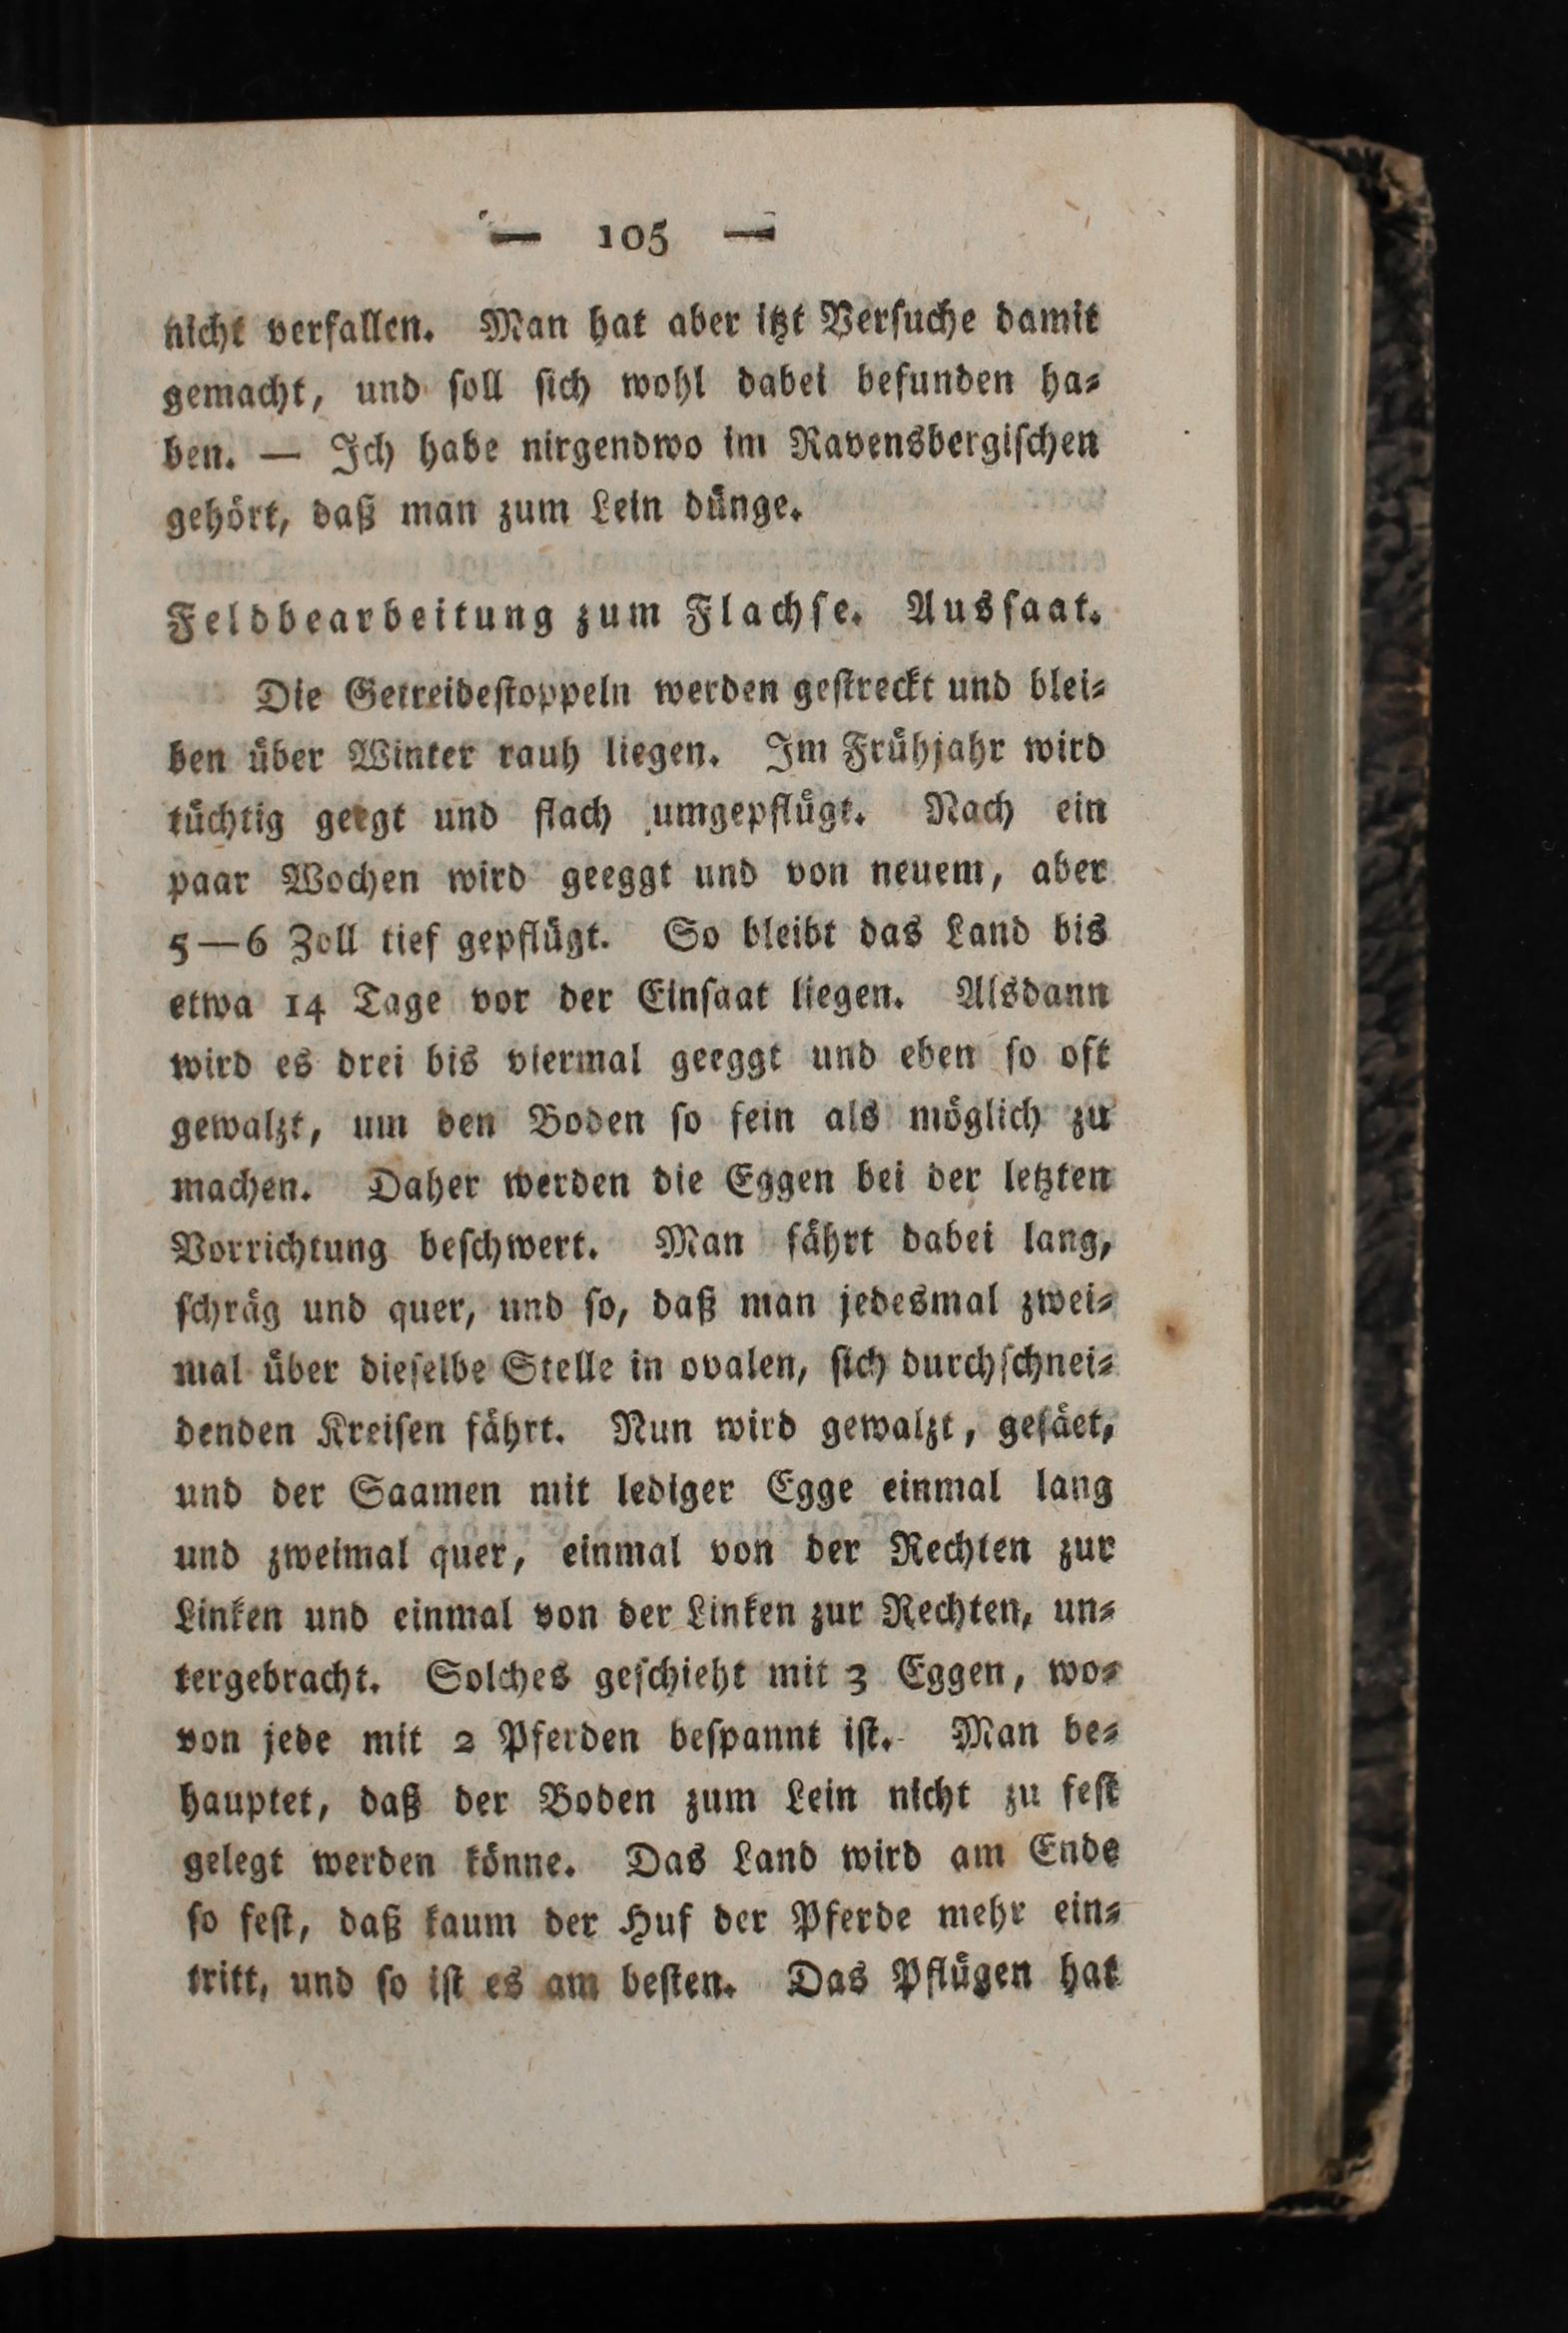 — 105 —
nicht verfallen. Man hat aber itzt Versuche damit
gemacht, und soll sich wohl dabei befunden ha⸗
ben. — Ich habe nirgendwo im Ravensbergischen
gehört, daß man zum Lein dünge.
Feldbearbeitung zum Flachse. Aussaat.
Die Getreidestoppeln werden gestreckt und blei⸗
ben über Winter rauh liegen. Im Frühjahr wird
tüchtig geegt und flach umgepflügt. Nach ein
paar Wochen wird geeggt und von neuem, aber
5—6 Zoll tief gepflügt. So bleibt das Land bis
etwa 14 Tage vor der Einsaat liegen. Alsdann
wird es drei bis viermal geeggt und eben so oft
gewalzt, um den Boden so fein als möglich zu
machen. Daher werden die Eggen bei der letzten
Vorrichtung beschwert. Man fährt dabei lang,
schräg und quer, und so, daß man jedesmal zwei⸗
mal über dieselbe Stelle in ovalen, sich durchschnei⸗
denden Kreisen fährt. Nun wird gewalzt, gesäet,
und der Saamen mit lediger Egge einmal lang
und zweimal quer, einmal von der Rechten zur
Linken und einmal von der Linken zur Rechten, un⸗
tergebracht. Solches geschieht mit 3 Eggen, wo⸗
von jede mit 2 Pferden bespannt ist. Man be⸗
hauptet, daß der Boden zum Lein nicht zu fest
gelegt werden könne. Das Land wird am Ende
so fest, daß kaum der Huf der Pferde mehr ein⸗
tritt, und so ist es am besten. Das Pflügen hat